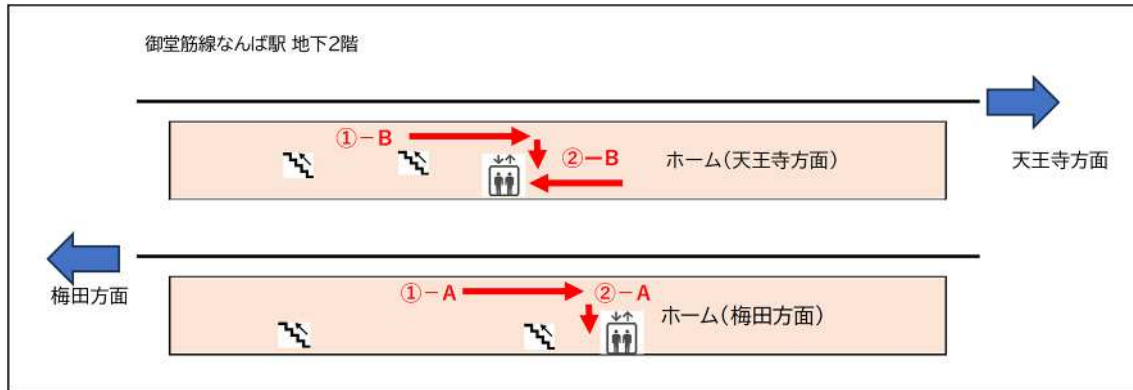 御堂筋線なんば駅 地下2階
①－B
②－B
ホーム(天王寺方面)
天王寺方面
梅田方面
①－A
②－A
ホーム(梅田方面)